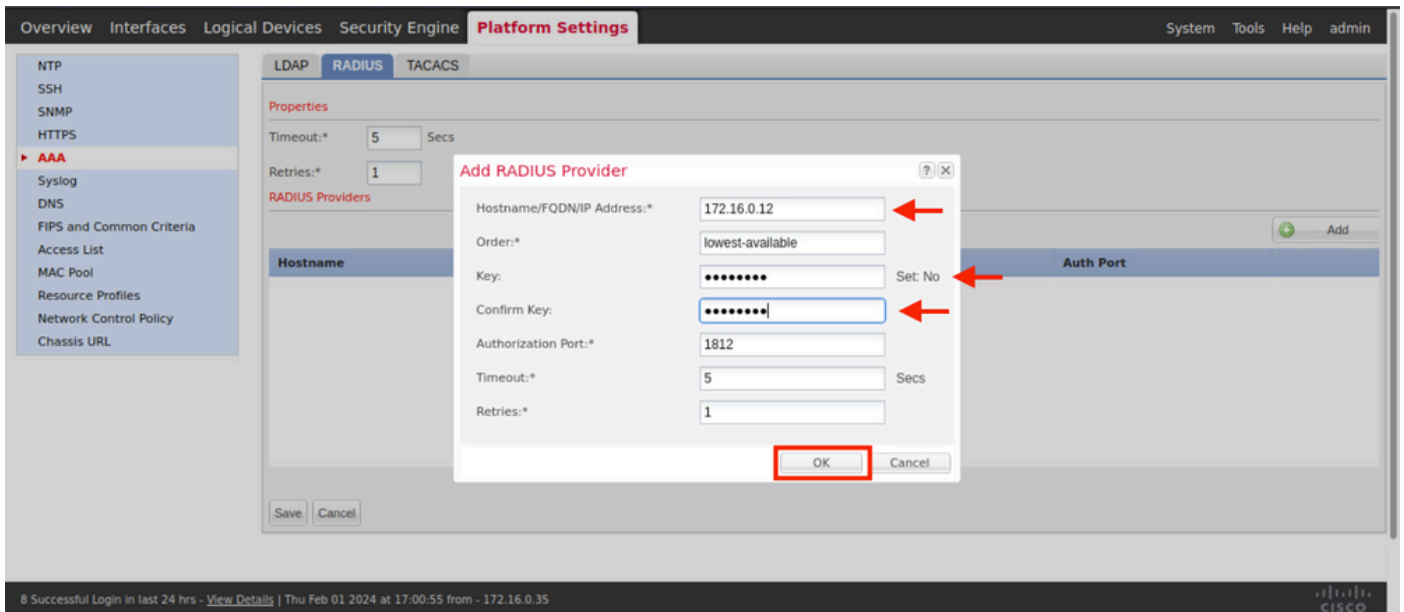 Overview Interfaces Logical Devices Security Engine Platform Settings System Tools Help admin
NTP
SSH
SNMP
HTTPS
AAA
Syslog
DNS
FIPS and Common Criteria
Access List
MAC Pool
Resource Profiles
Network Control Policy
Chassis URL
LDAP RADIUS TACACS
Properties
Timeout:* 5 Secs
Retries:* 1
RADIUS Providers
Add
Hostname Auth Port
Add RADIUS Provider ? X
Hostname/FQDN/IP Address:* 172.16.0.12
Order:* lowest-available
Key: •••••••• Set: No
Confirm Key: ••••••••
Authorization Port:* 1812
Timeout:* 5 Secs
Retries:* 1
OK Cancel
Save Cancel
8 Successful Login in last 24 hrs - View Details | Thu Feb 01 2024 at 17:00:55 from - 172.16.0.35
CISCO